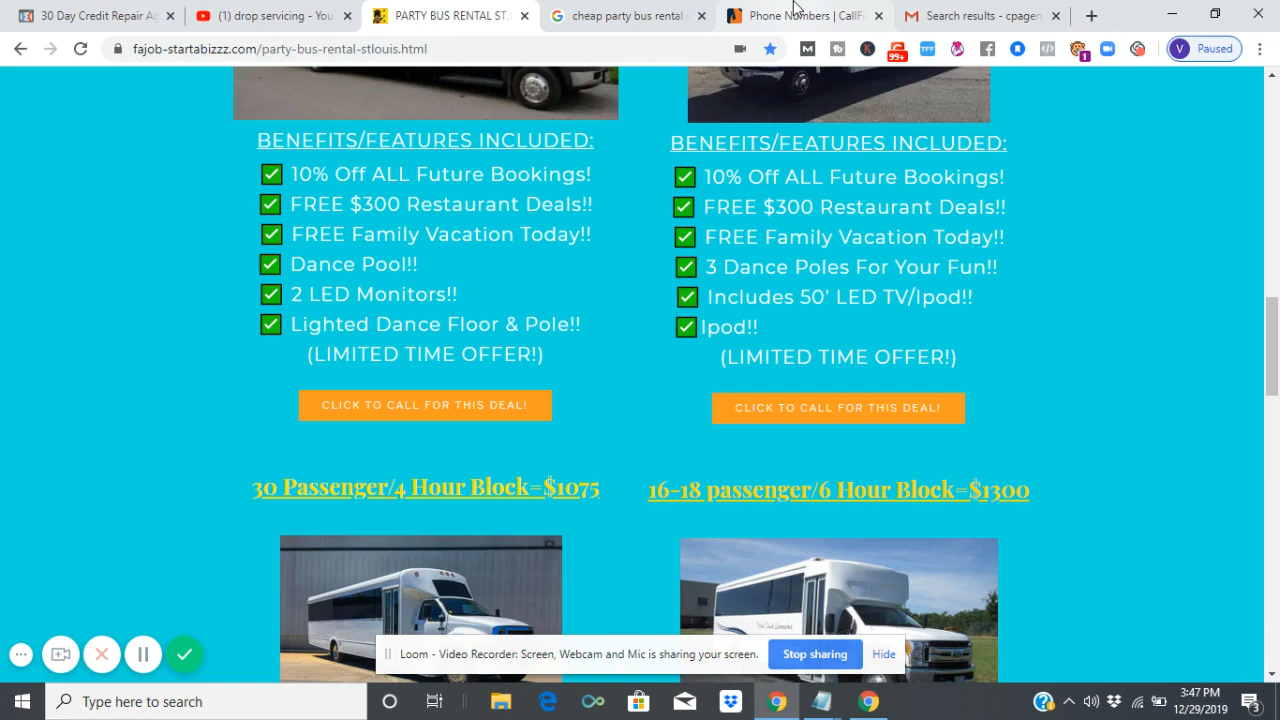 30 Day Credit Repair Ag
(1) drop servicing - You
PARTY BUS RENTAL ST.
cheap party bus rental s
Phone Numbers | CallFi
Search results - cpagen
fajob-startabizzz.com/party-bus-rental-stlouis.html
99+
TFF
1
V
Paused
BENEFITS/FEATURES INCLUDED:
10% Off ALL Future Bookings!
FREE $300 Restaurant Deals!!
FREE Family Vacation Today!!
Dance Pool!!
2 LED Monitors!!
Lighted Dance Floor & Pole!!
(LIMITED TIME OFFER!)
CLICK TO CALL FOR THIS DEAL!
BENEFITS/FEATURES INCLUDED:
10% Off ALL Future Bookings!
FREE $300 Restaurant Deals!!
FREE Family Vacation Today!!
3 Dance Poles For Your Fun!!
Includes 50' LED TV/Ipod!!
Ipod!!
(LIMITED TIME OFFER!)
CLICK TO CALL FOR THIS DEAL!
30 Passenger/4 Hour Block=$1075
16-18 passenger/6 Hour Block=$1300
Loom - Video Recorder: Screen, Webcam and Mic is sharing your screen.
Stop sharing
Hide
Type here to search
3:47 PM
12/29/2019
3